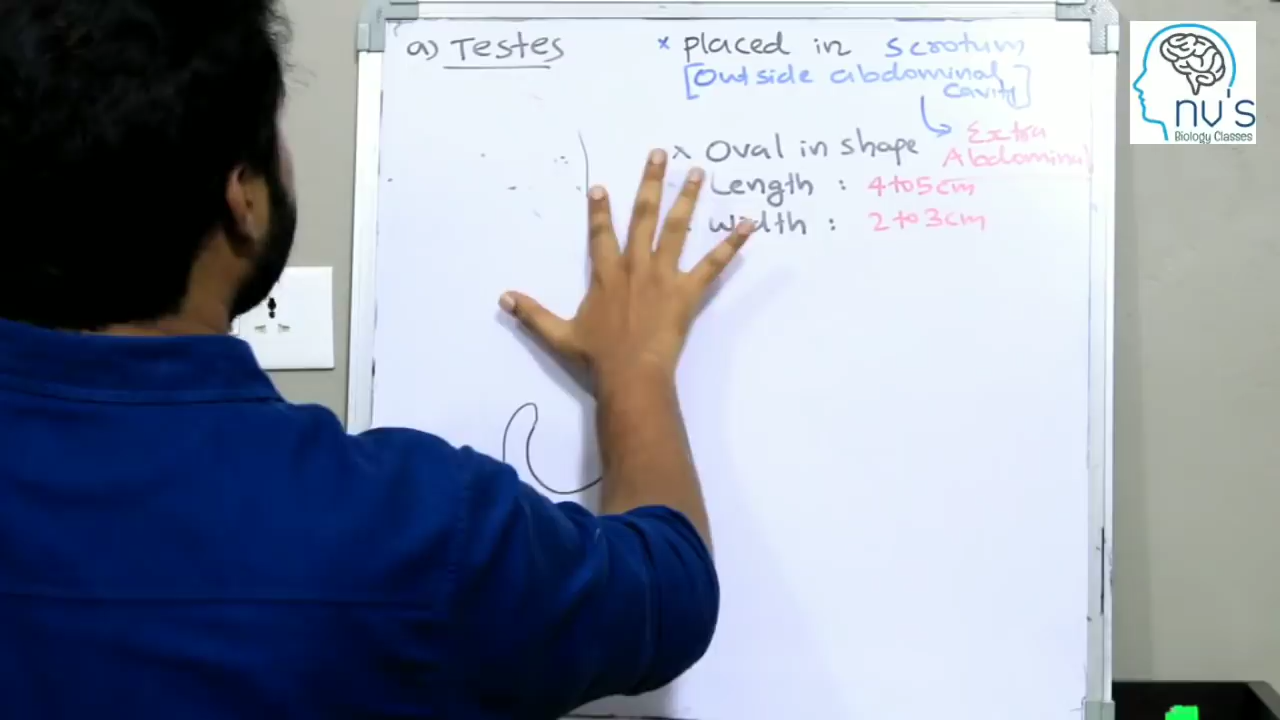 a) Testes
x placed in scrotum
[Outside abdominal
cavity]
Extra
Abdominal
x Oval in shape
Length : 4 to 5 cm
Width : 2 to 3 cm
nv's
Biology Classes